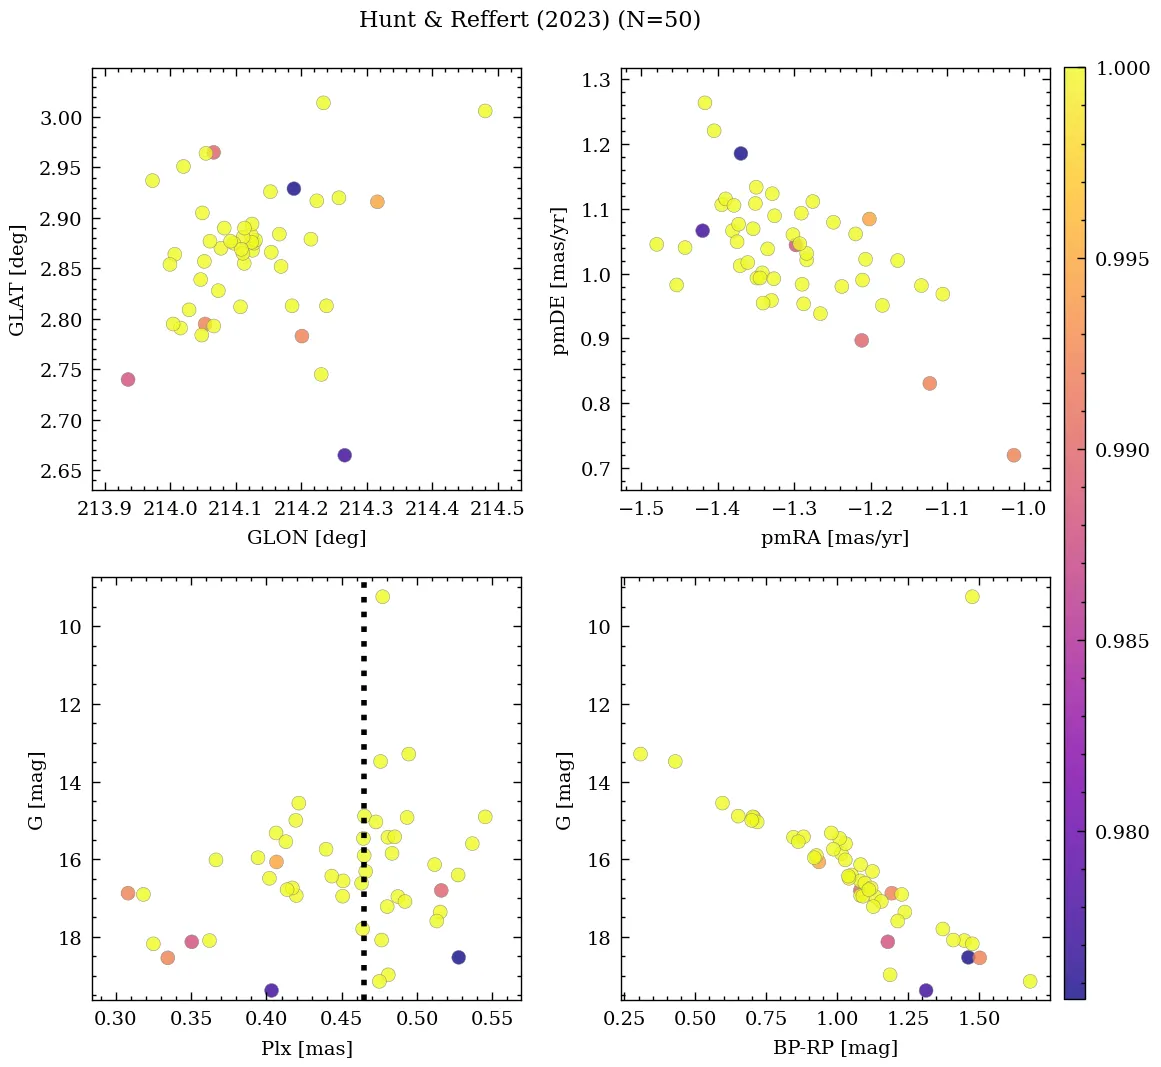 Hunt & Reffert (2023) (N=50)
3.00
2.95
2.90
2.85
2.80
2.75
2.70
2.65
GLAT [deg]
213.9 214.0 214.1 214.2 214.3 214.4 214.5
GLON [deg]
1.3
1.2
1.1
1.0
0.9
0.8
0.7
pmDE [mas/yr]
−1.5 −1.4 −1.3 −1.2 −1.1 −1.0
pmRA [mas/yr]
1.000
0.995
0.990
0.985
0.980
10
12
14
16
18
G [mag]
0.30 0.35 0.40 0.45 0.50 0.55
Plx [mas]
10
12
14
16
18
G [mag]
0.25 0.50 0.75 1.00 1.25 1.50
BP-RP [mag]